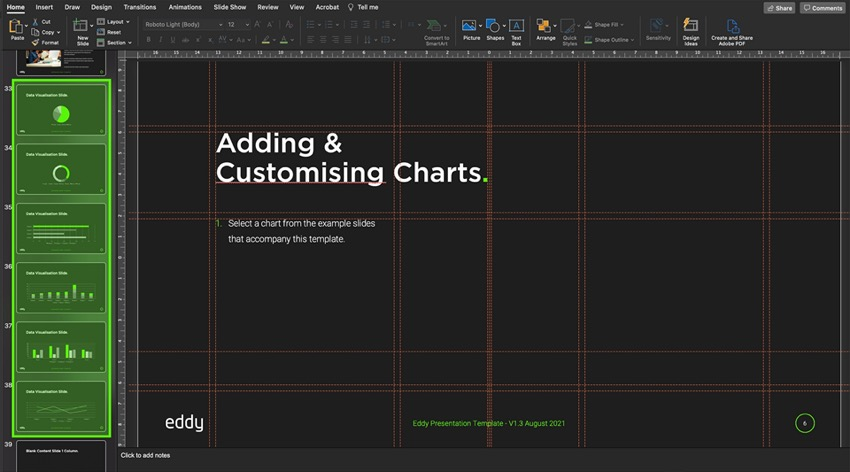 Home Insert Draw Design Transitions Animations Slide Show Review View Acrobat Tell me Share Comments
Paste Cut Copy Format New Slide Layout Reset Section Roboto Light (Body) 12 Convert to SmartArt Picture Shapes Text Box Arrange Quick Styles Shape Fill Shape Outline Sensitivity Design Ideas Create and Share Adobe PDF
33
Data Visualisation Slide.
34
Data Visualisation Slide.
35
Data Visualisation Slide.
36
Data Visualisation Slide.
37
Data Visualisation Slide.
38
Data Visualisation Slide.
39
Blank Content Slide 1 Column
Adding &
Customising Charts.
1. Select a chart from the example slides
that accompany this template.
eddy
Eddy Presentation Template - V1.3 August 2021
6
Click to add notes